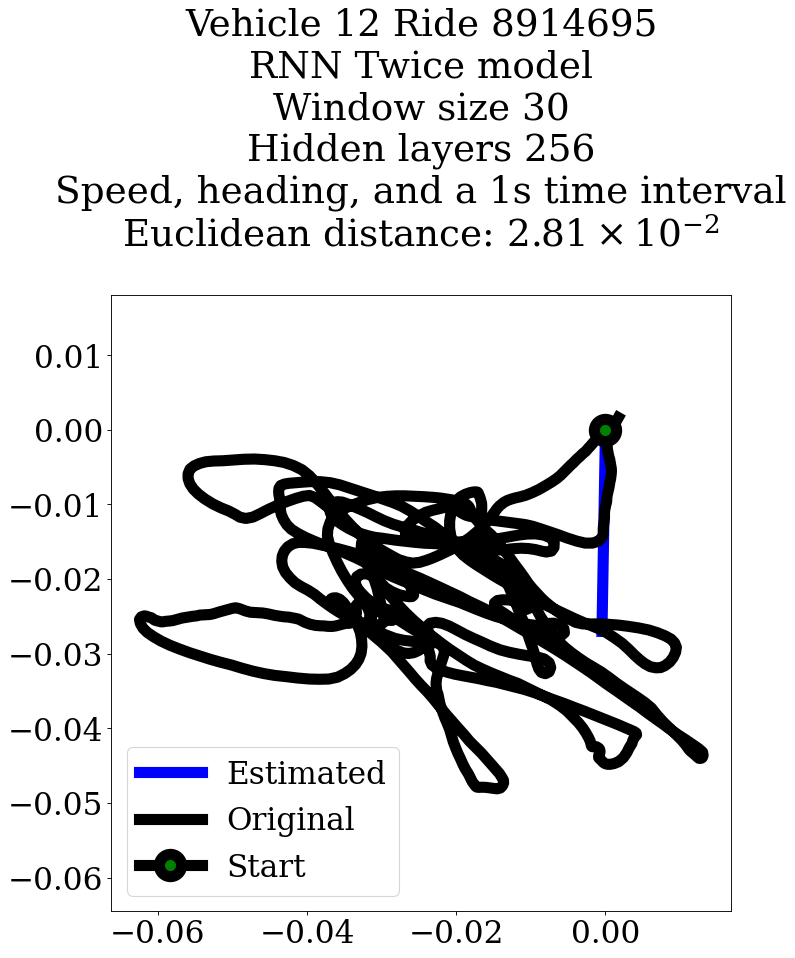 Vehicle 12 Ride 8914695
RNN Twice model
Window size 30
Hidden layers 256
Speed, heading, and a 1s time interval
Euclidean distance: 2.81 × 10⁻²
0.01
0.00
−0.01
−0.02
−0.03
−0.04
−0.05
−0.06
Estimated
Original
Start
−0.06 −0.04 −0.02 0.00